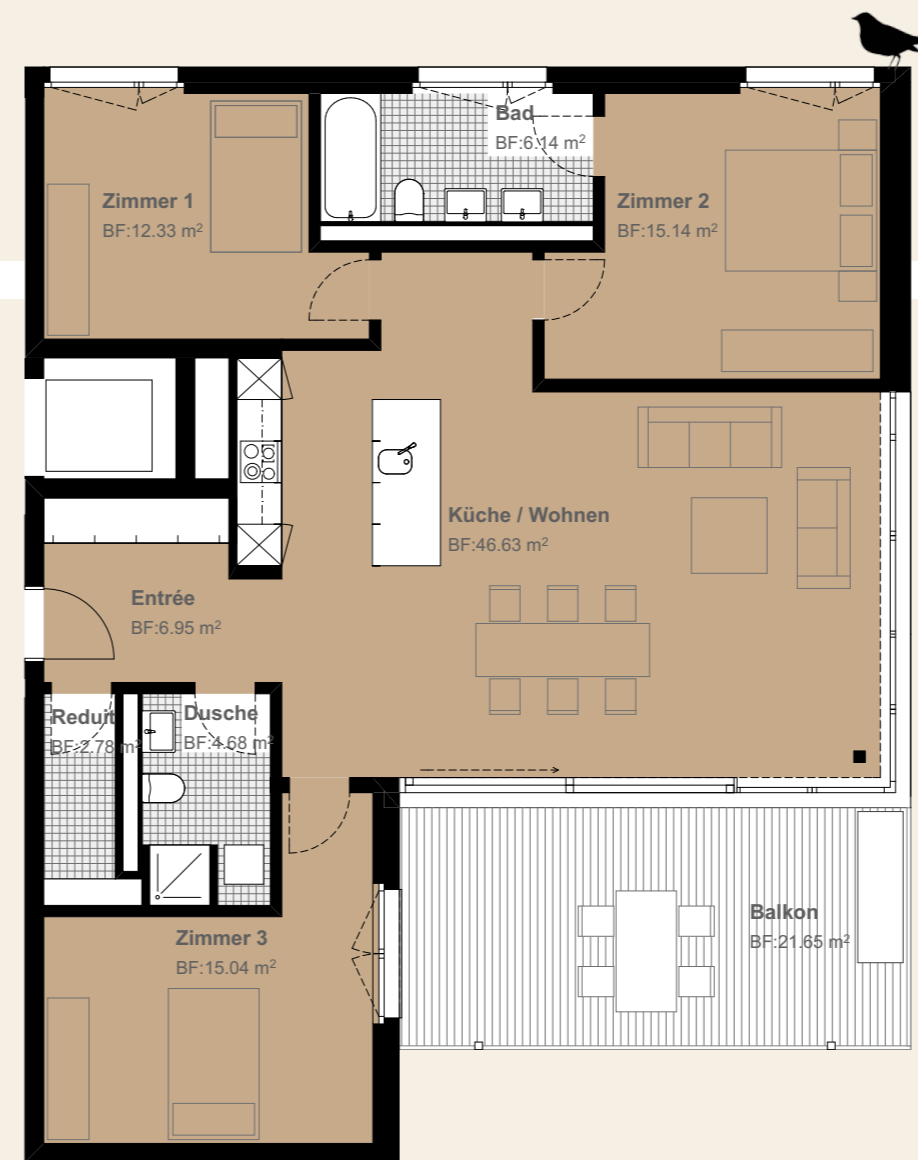 Bad
BF:6.14 m²
Zimmer 1
BF:12.33 m²
Zimmer 2
BF:15.14 m²
Küche / Wohnen
BF:46.63 m²
Entrée
BF:6.95 m²
Reduit
BF:2.78 m²
Dusche
BF:4.68 m²
Zimmer 3
BF:15.04 m²
Balkon
BF:21.65 m²